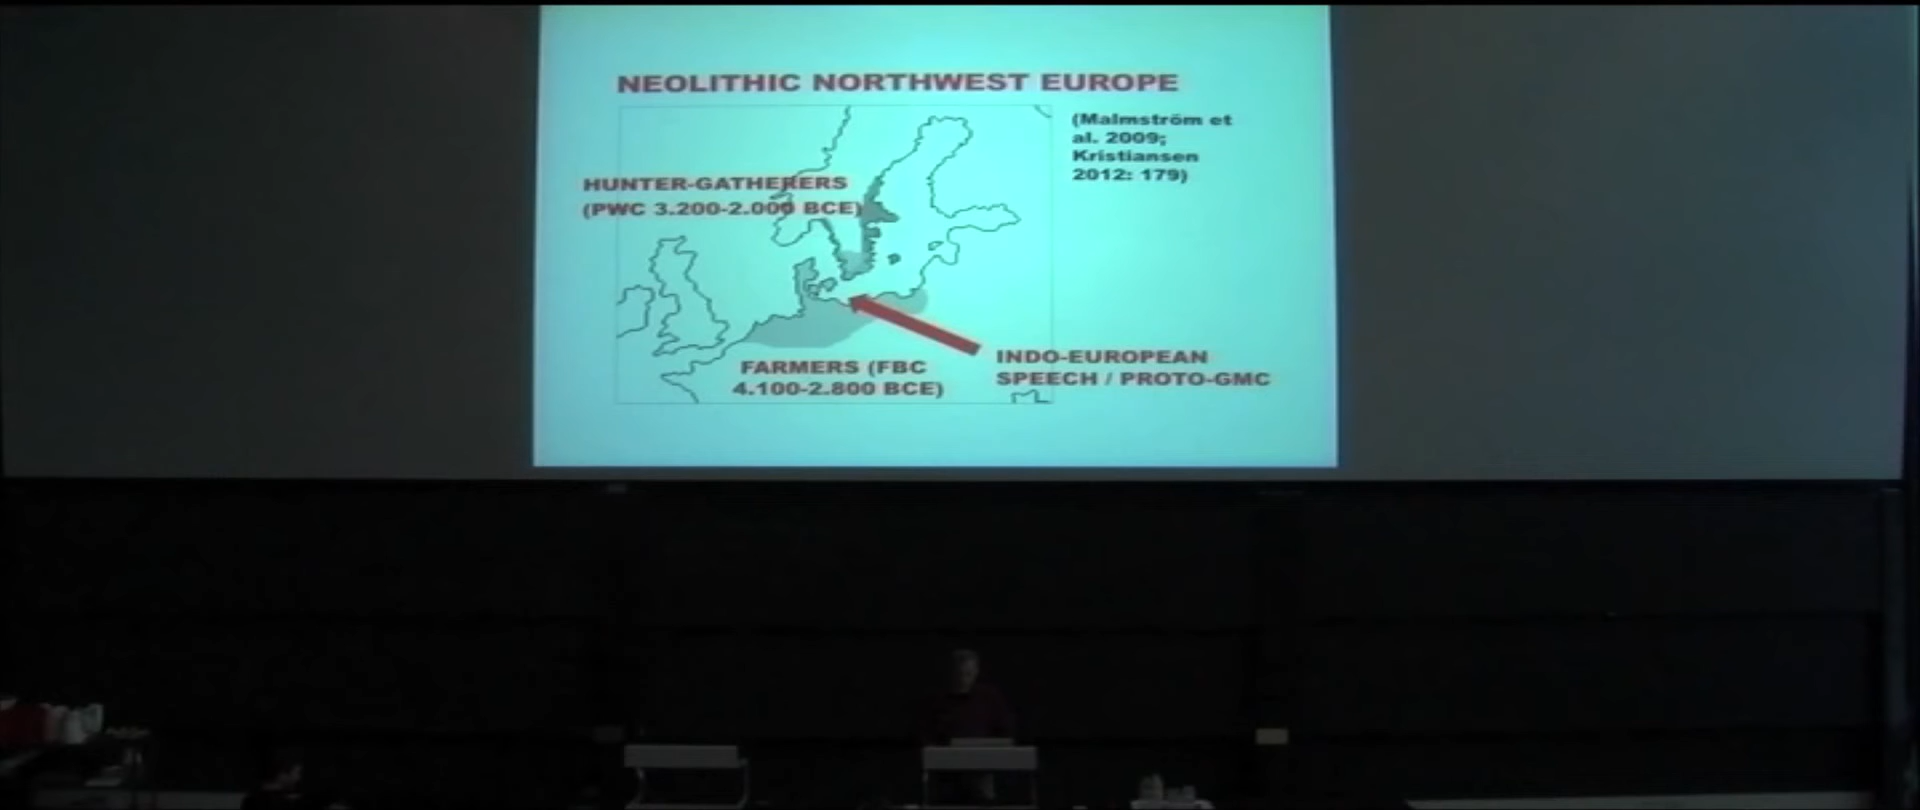 NEOLITHIC NORTHWEST EUROPE
(Malmström et
al. 2009;
Kristiansen
2012: 179)
HUNTER-GATHERERS
(PWC 3.200-2.000 BCE)
FARMERS (FBC
4.100-2.800 BCE)
INDO-EUROPEAN
SPEECH / PROTO-GMC